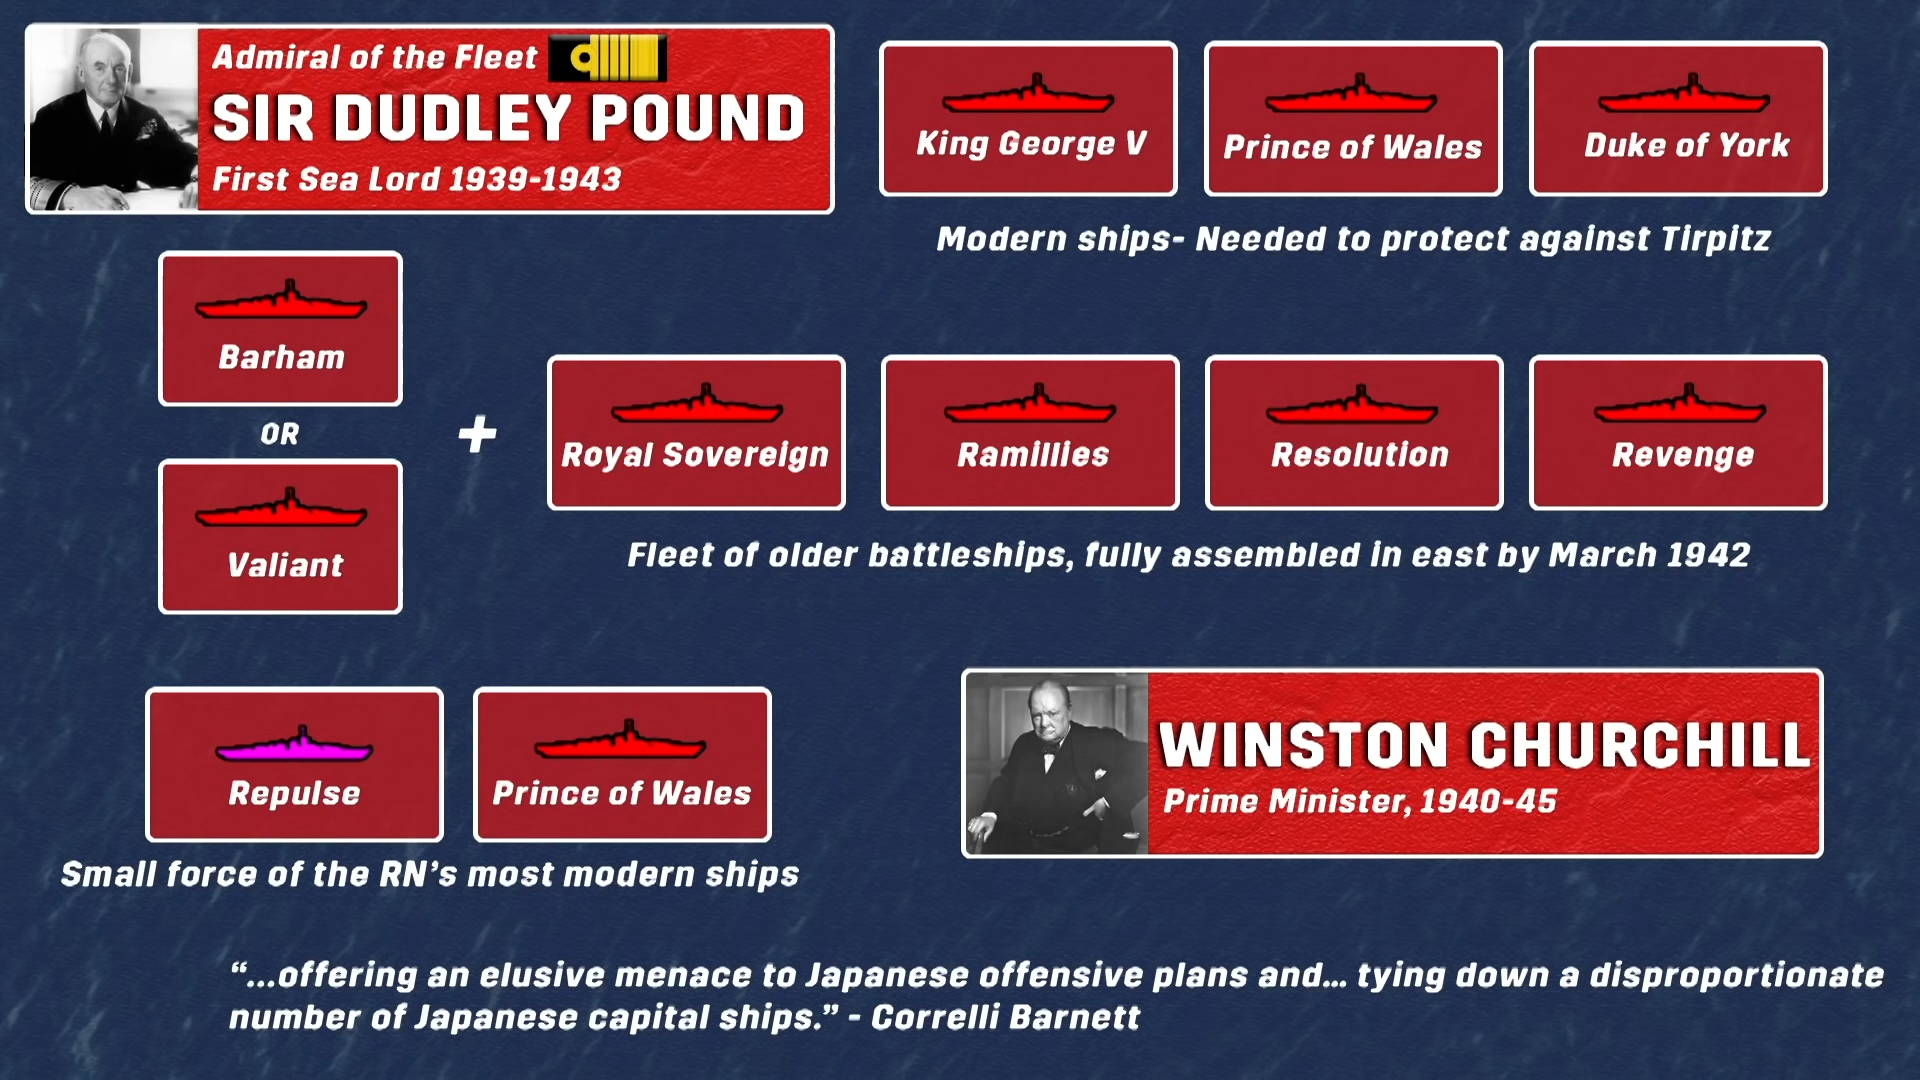 Admiral of the Fleet
SIR DUDLEY POUND
First Sea Lord 1939-1943
King George V
Prince of Wales
Duke of York
Modern ships- Needed to protect against Tirpitz
Barham
OR
Valiant
+
Royal Sovereign
Ramillies
Resolution
Revenge
Fleet of older battleships, fully assembled in east by March 1942
Repulse
Prince of Wales
Small force of the RN’s most modern ships
WINSTON CHURCHILL
Prime Minister, 1940-45
“...offering an elusive menace to Japanese offensive plans and... tying down a disproportionate
number of Japanese capital ships.” - Correlli Barnett